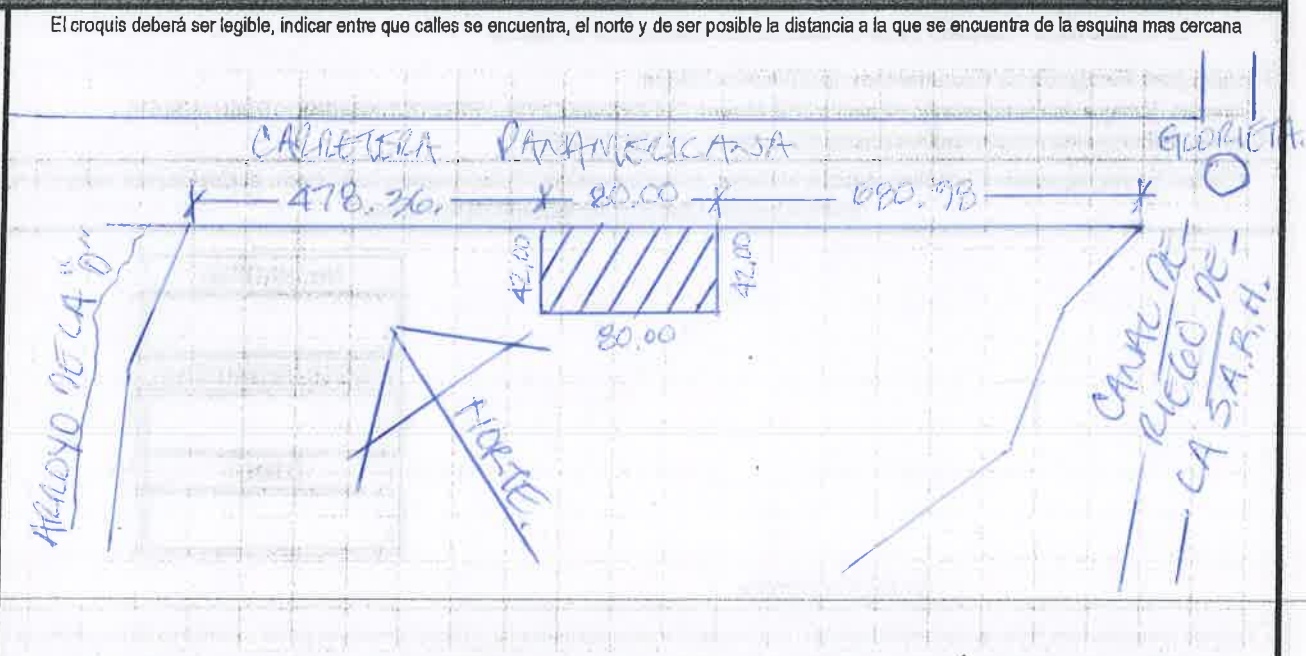 El croquis deberá ser legible, indicar entre que calles se encuentra, el norte y de ser posible la distancia a la que se encuentra de la esquina mas cercana
CARRETERA PANAMERICANA
GLORIETA.
478.36. 80.00 680.98
42.00
42.00
80.00
ARROYO DE LA "D"
NORTE.
CANAL DE-
RIEGO DE-
LA S.A.R.H.